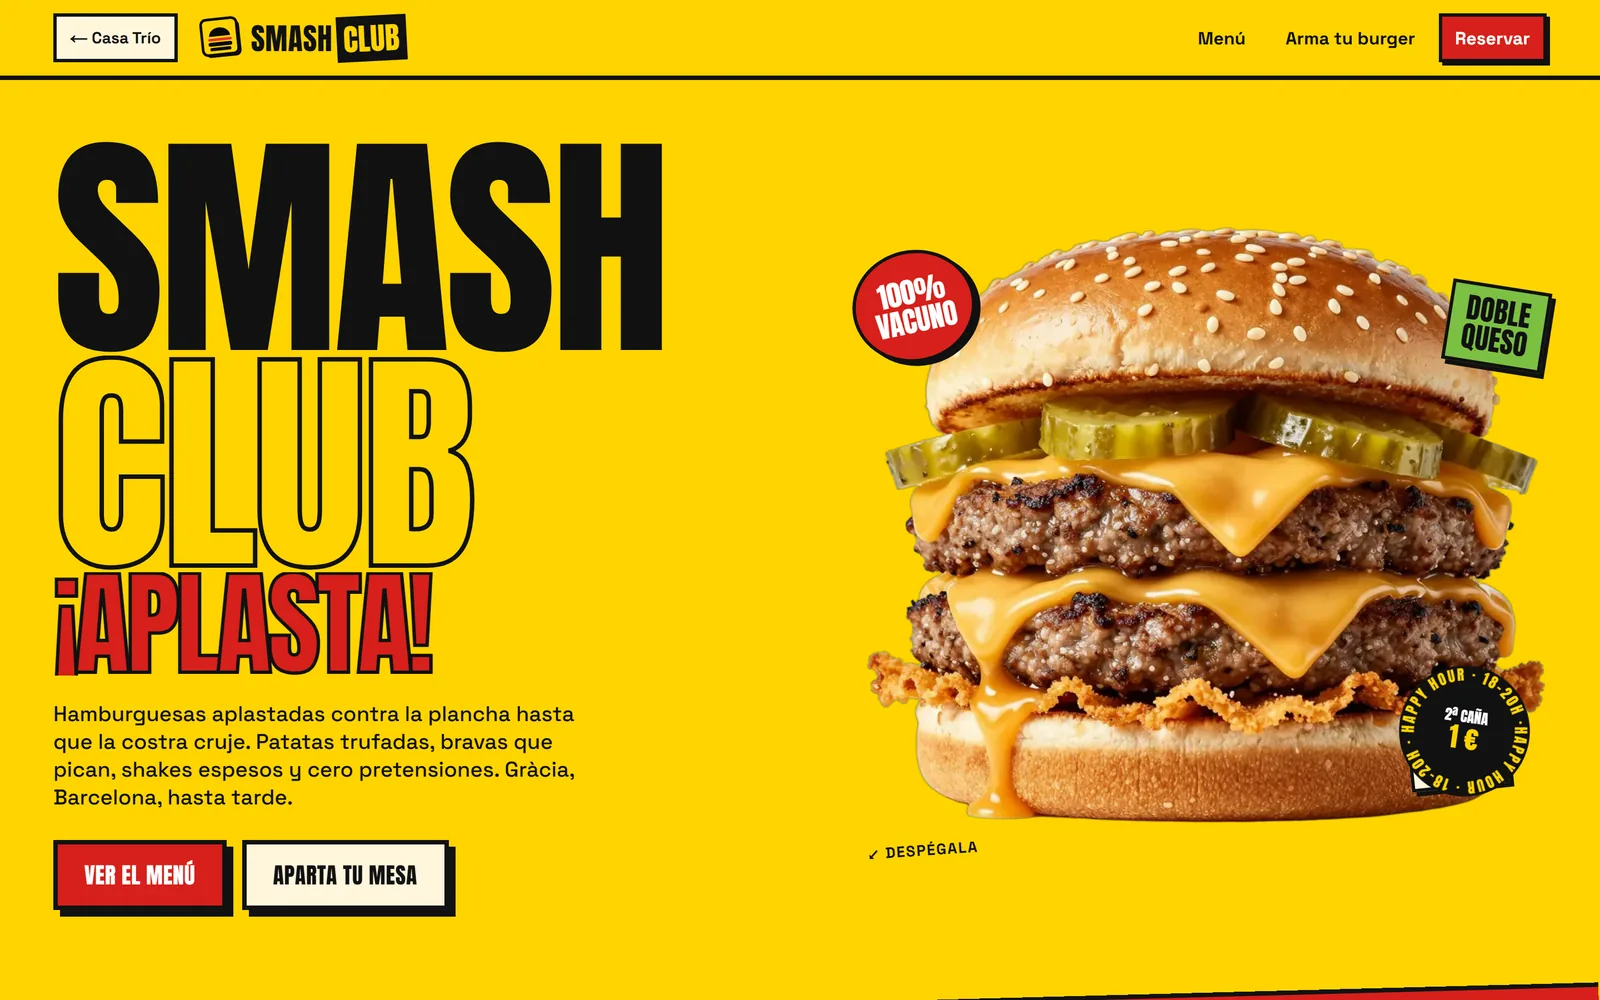 ← Casa Trío
SMASH CLUB
Menú
Arma tu burger
Reservar
SMASH
CLUB
¡APLASTA!
Hamburguesas aplastadas contra la plancha hasta
que la costra cruje. Patatas trufadas, bravas que
pican, shakes espesos y cero pretensiones. Gràcia,
Barcelona, hasta tarde.
VER EL MENÚ
APARTA TU MESA
100%
VACUNO
DOBLE
QUESO
HAPPY HOUR · 18-20H · HAPPY HOUR · 18-20H ·
2ª CAÑA
1 €
↙ DESPÉGALA